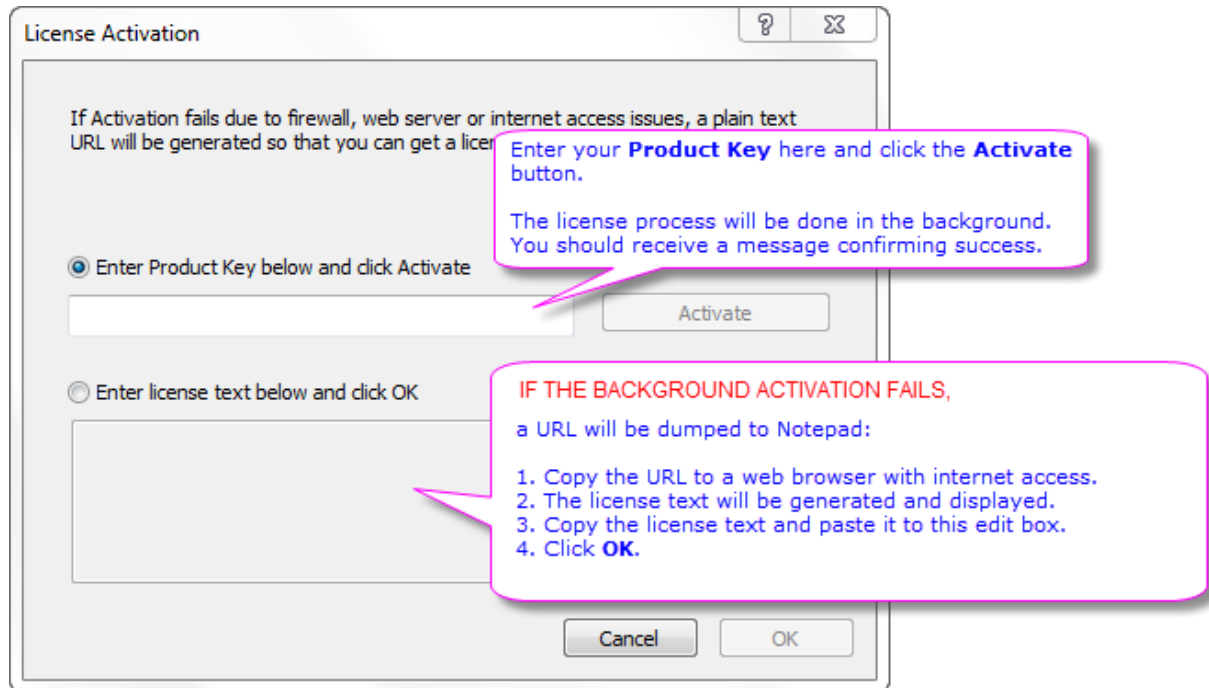 License Activation
If Activation fails due to firewall, web server or internet access issues, a plain text
URL will be generated so that you can get a
Enter your Product Key here and click the Activate
button.
The license process will be done in the background.
You should receive a message confirming success.
Enter Product Key below and click Activate
Activate
Enter license text below and click OK
IF THE BACKGROUND ACTIVATION FAILS,
a URL will be dumped to Notepad:
1. Copy the URL to a web browser with internet access.
2. The license text will be generated and displayed.
3. Copy the license text and paste it to this edit box.
4. Click OK.
Cancel
OK